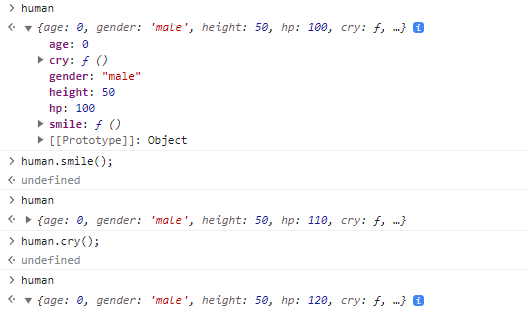 human
{age: 0, gender: 'male', height: 50, hp: 100, cry: ƒ, …} i
age: 0
cry: ƒ ()
gender: "male"
height: 50
hp: 100
smile: ƒ ()
[[Prototype]]: Object
human.smile();
undefined
human
{age: 0, gender: 'male', height: 50, hp: 110, cry: ƒ, …}
human.cry();
undefined
human
{age: 0, gender: 'male', height: 50, hp: 120, cry: ƒ, …} i